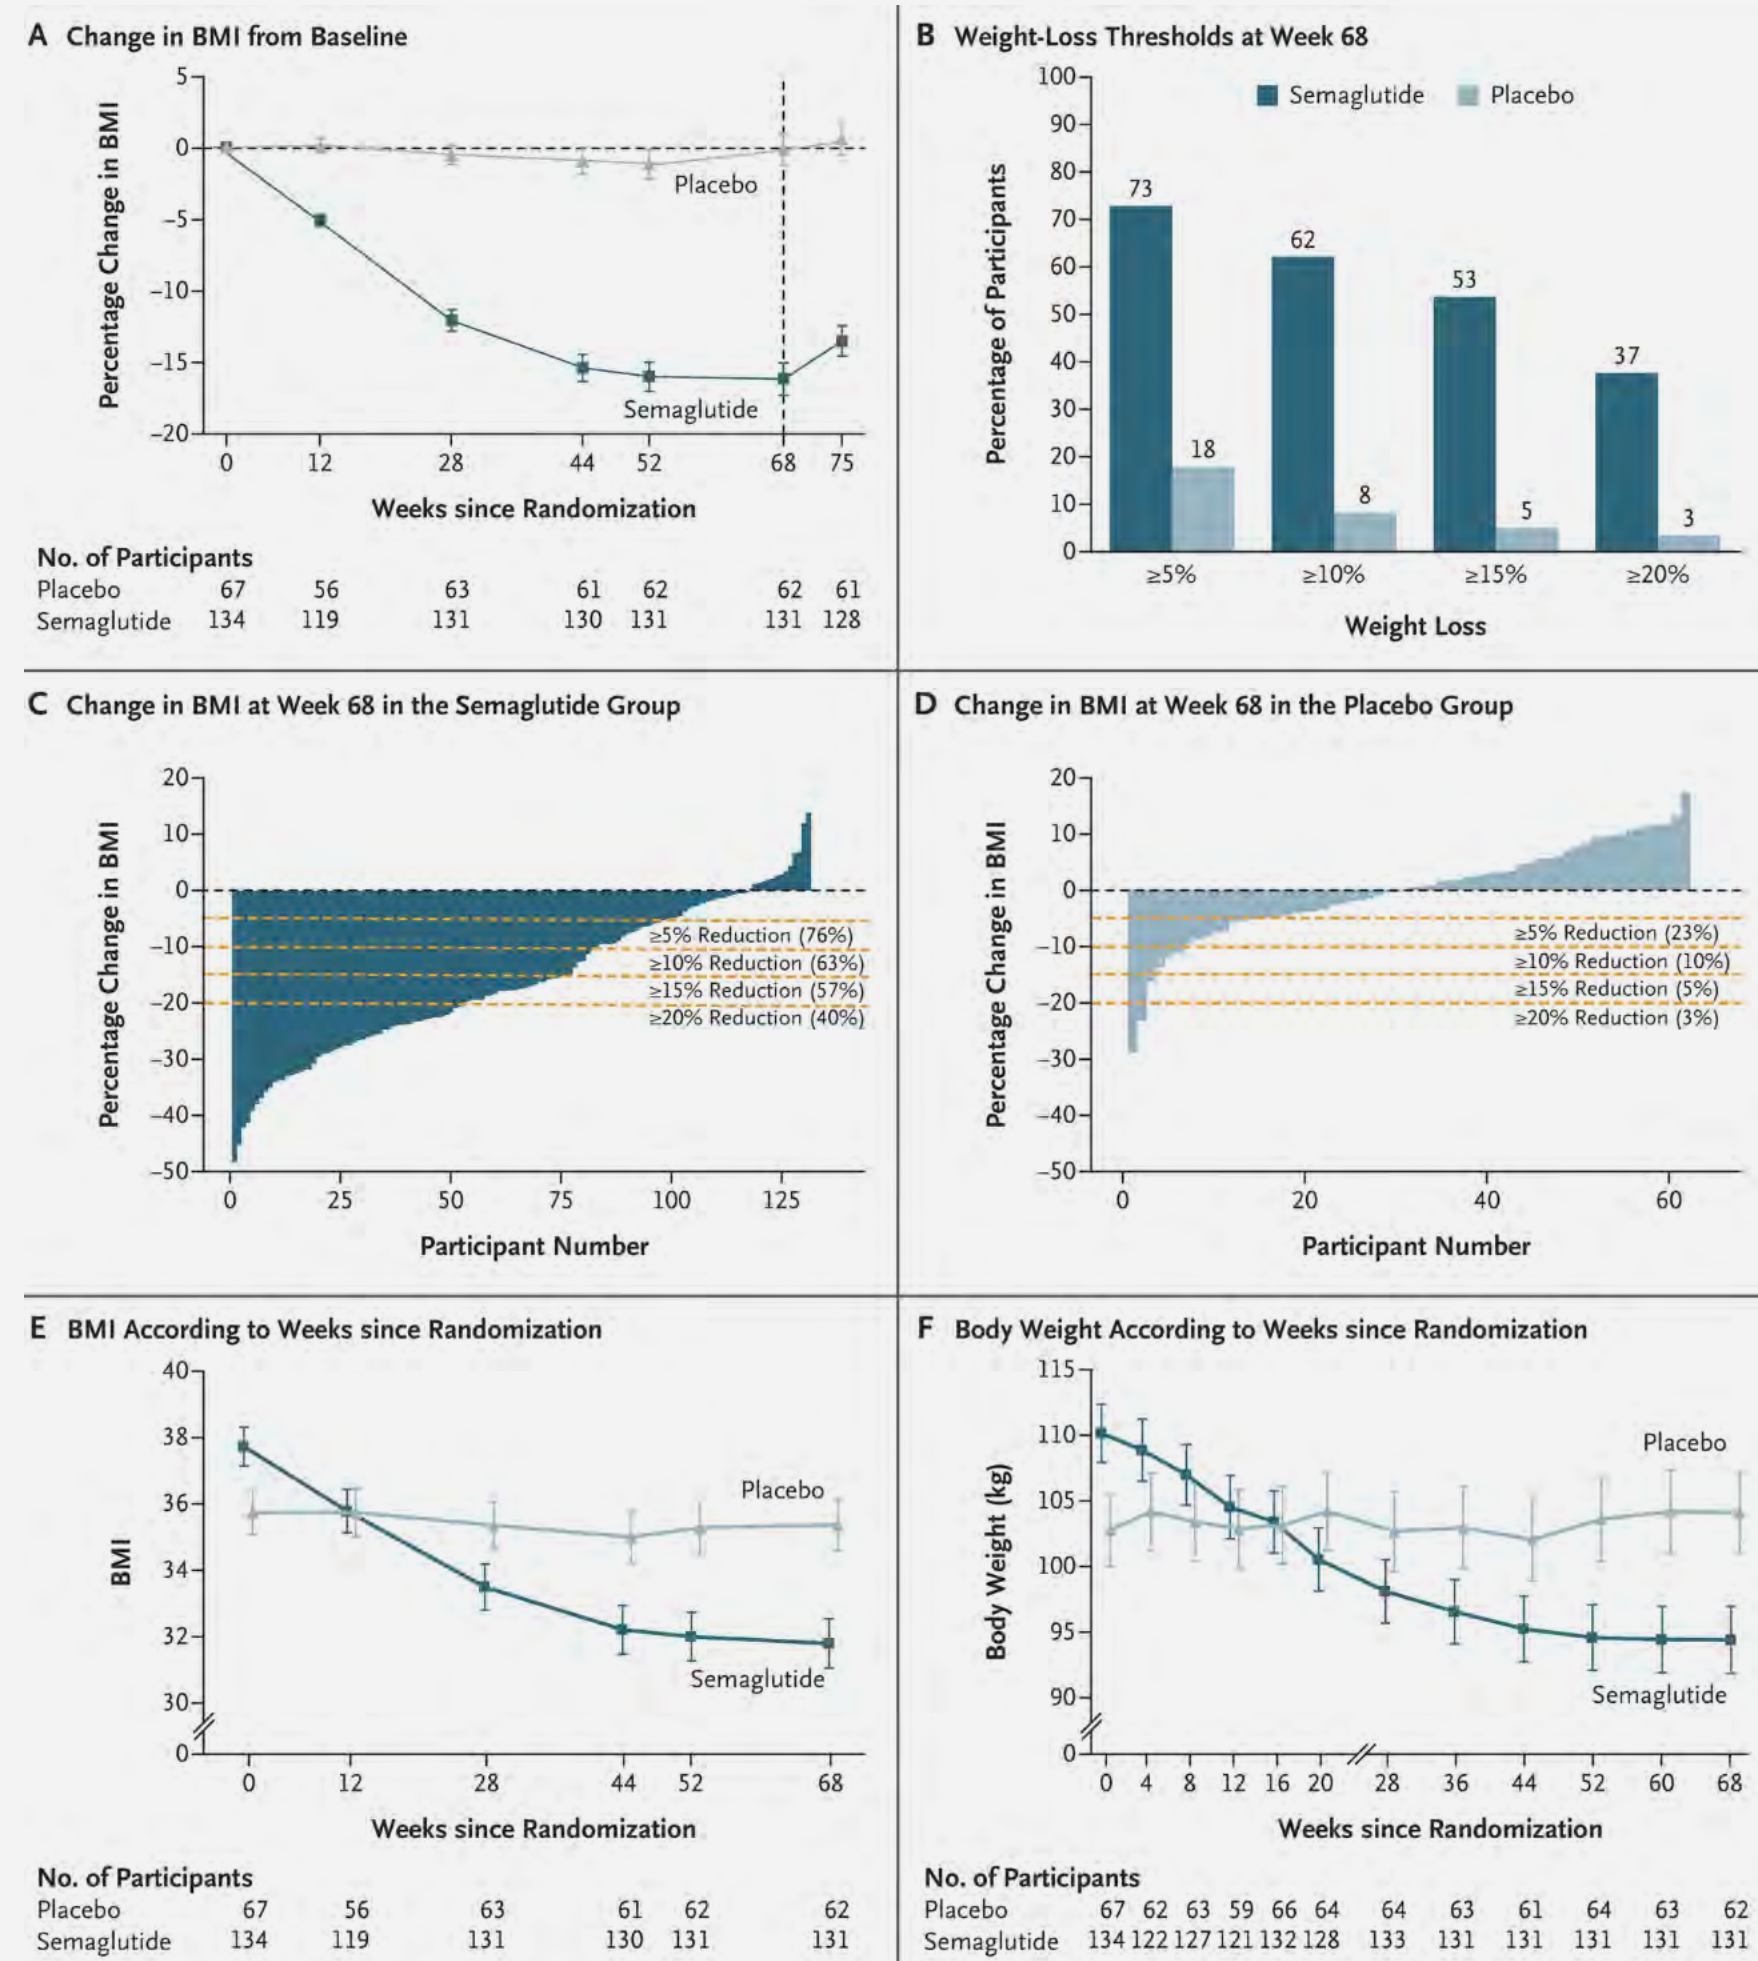 A Change in BMI from Baseline
Percentage Change in BMI
5
0
−5
−10
−15
−20
Placebo
Semaglutide
0 12 28 44 52 68 75
Weeks since Randomization
No. of Participants
Placebo 67 56 63 61 62 62 61
Semaglutide 134 119 131 130 131 131 128
B Weight-Loss Thresholds at Week 68
Percentage of Participants
100
90
80
70
60
50
40
30
20
10
0
Semaglutide Placebo
73
18
62
8
53
5
37
3
≥5% ≥10% ≥15% ≥20%
Weight Loss
C Change in BMI at Week 68 in the Semaglutide Group
Percentage Change in BMI
20
10
0
−10
−20
−30
−40
−50
≥5% Reduction (76%)
≥10% Reduction (63%)
≥15% Reduction (57%)
≥20% Reduction (40%)
0 25 50 75 100 125
Participant Number
D Change in BMI at Week 68 in the Placebo Group
Percentage Change in BMI
20
10
0
−10
−20
−30
−40
−50
≥5% Reduction (23%)
≥10% Reduction (10%)
≥15% Reduction (5%)
≥20% Reduction (3%)
0 20 40 60
Participant Number
E BMI According to Weeks since Randomization
BMI
40
38
36
34
32
30
0
Placebo
Semaglutide
0 12 28 44 52 68
Weeks since Randomization
No. of Participants
Placebo 67 56 63 61 62 62
Semaglutide 134 119 131 130 131 131
F Body Weight According to Weeks since Randomization
Body Weight (kg)
115
110
105
100
95
90
0
Placebo
Semaglutide
0 4 8 12 16 20 28 36 44 52 60 68
Weeks since Randomization
No. of Participants
Placebo 67 62 63 59 66 64 64 63 61 64 63 62
Semaglutide 134 122 127 121 132 128 133 131 131 131 131 131